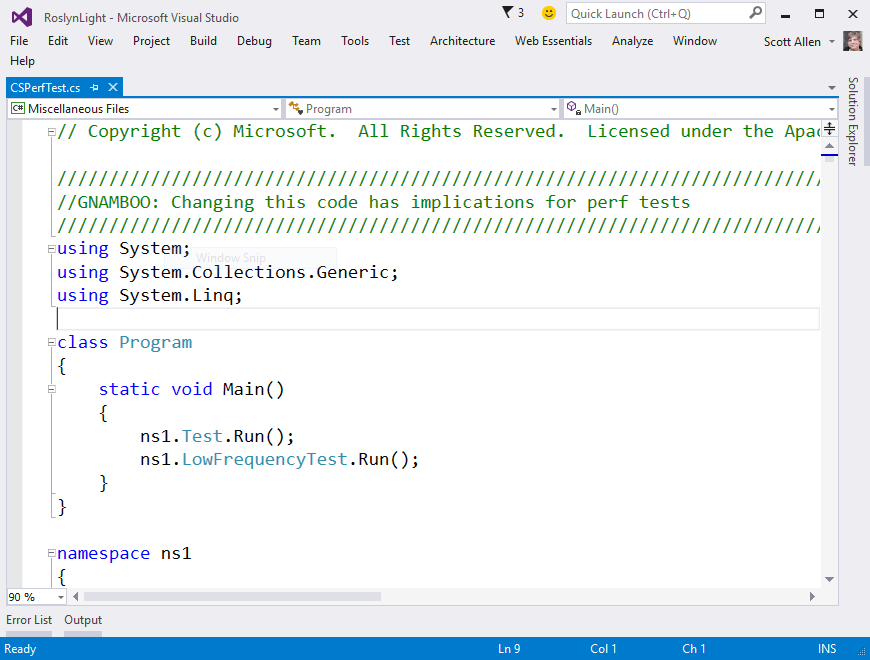 RoslynLight - Microsoft Visual Studio
3
Quick Launch (Ctrl+Q)
File Edit View Project Build Debug Team Tools Test Architecture Web Essentials Analyze Window Scott Allen
Help
CSPerfTest.cs
C# Miscellaneous Files Program Main()
Solution Explorer
// Copyright (c) Microsoft.  All Rights Reserved.  Licensed under the Apac
//////////////////////////////////////////////////////////////////////////
//GNAMBOO: Changing this code has implications for perf tests
//////////////////////////////////////////////////////////////////////////
using System;
Window Snip
using System.Collections.Generic;
using System.Linq;
class Program
{
    static void Main()
    {
        ns1.Test.Run();
        ns1.LowFrequencyTest.Run();
    }
}
namespace ns1
{
90 %
Error List Output
Ready Ln 9 Col 1 Ch 1 INS